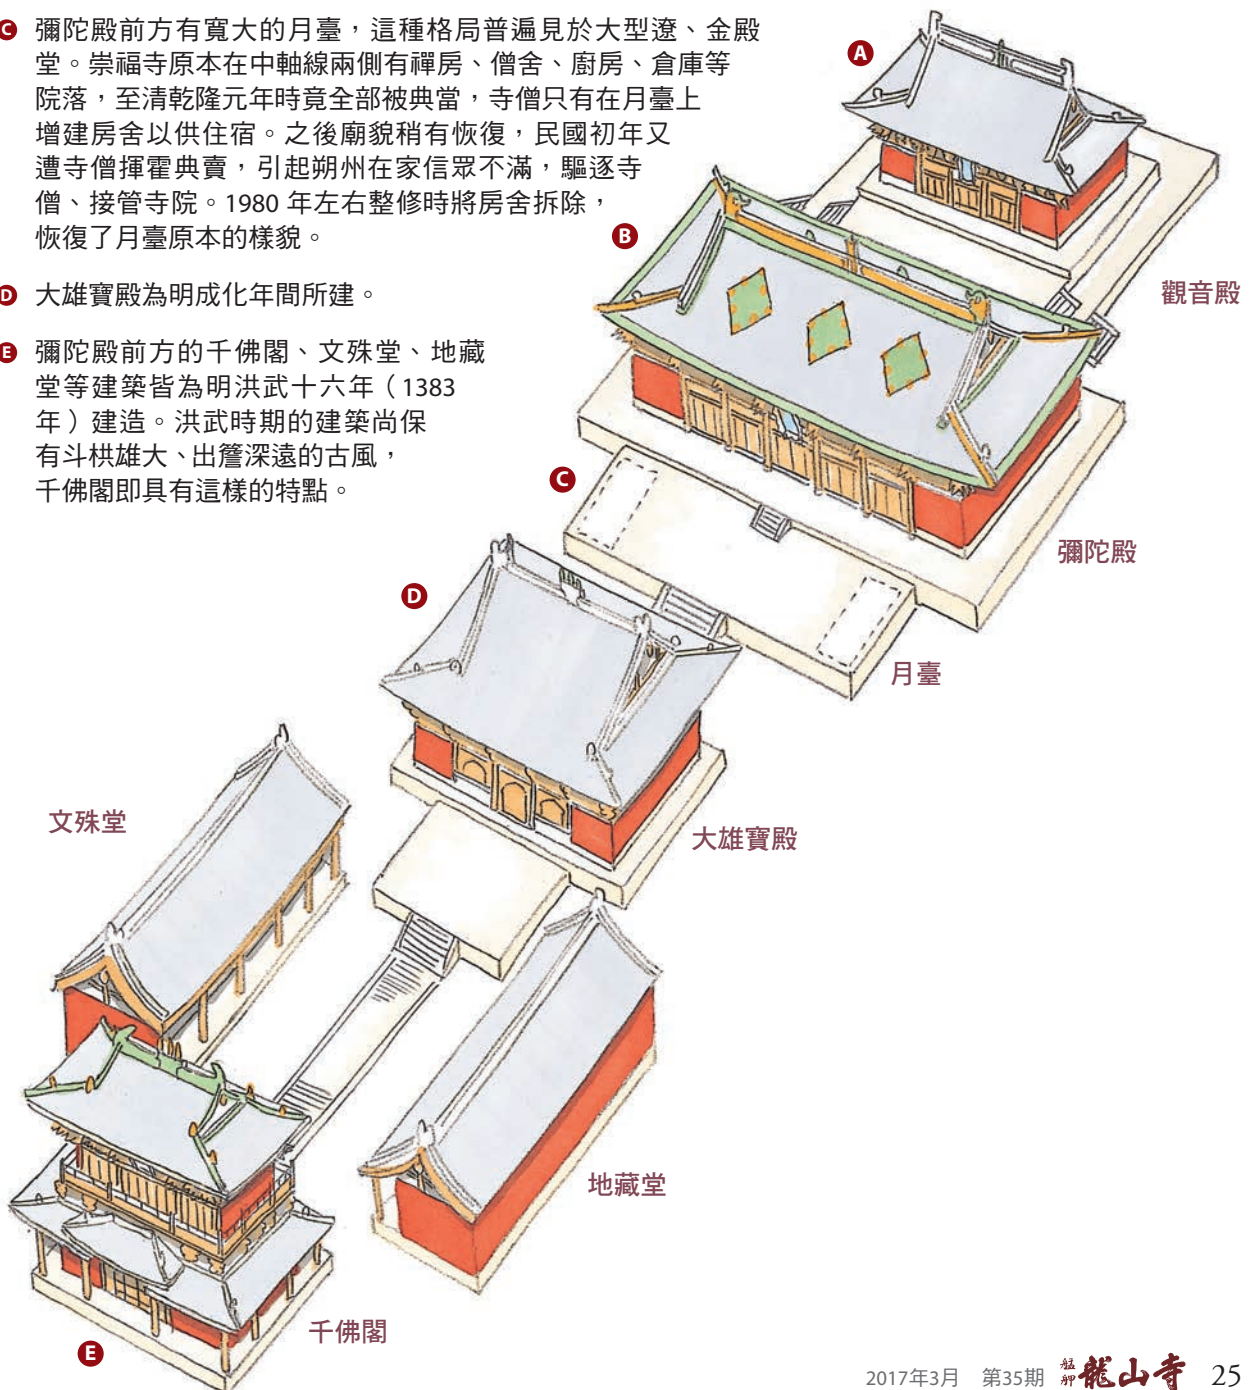 C 彌陀殿前方有寬大的月臺，這種格局普遍見於大型遼、金殿
堂。崇福寺原本在中軸線兩側有禪房、僧舍、廚房、倉庫等
院落，至清乾隆元年時竟全部被典當，寺僧只有在月臺上
增建房舍以供住宿。之後廟貌稍有恢復，民國初年又
遭寺僧揮霍典賣，引起朔州在家信眾不滿，驅逐寺
僧、接管寺院。1980 年左右整修時將房舍拆除，
恢復了月臺原本的樣貌。
D 大雄寶殿為明成化年間所建。
E 彌陀殿前方的千佛閣、文殊堂、地藏
堂等建築皆為明洪武十六年（1383
年）建造。洪武時期的建築尚保
有斗栱雄大、出簷深遠的古風，
千佛閣即具有這樣的特點。
A
觀音殿
B
彌陀殿
C
月臺
D
大雄寶殿
文殊堂
地藏堂
千佛閣
E
2017年3月 第35期 艋舺龍山寺 25